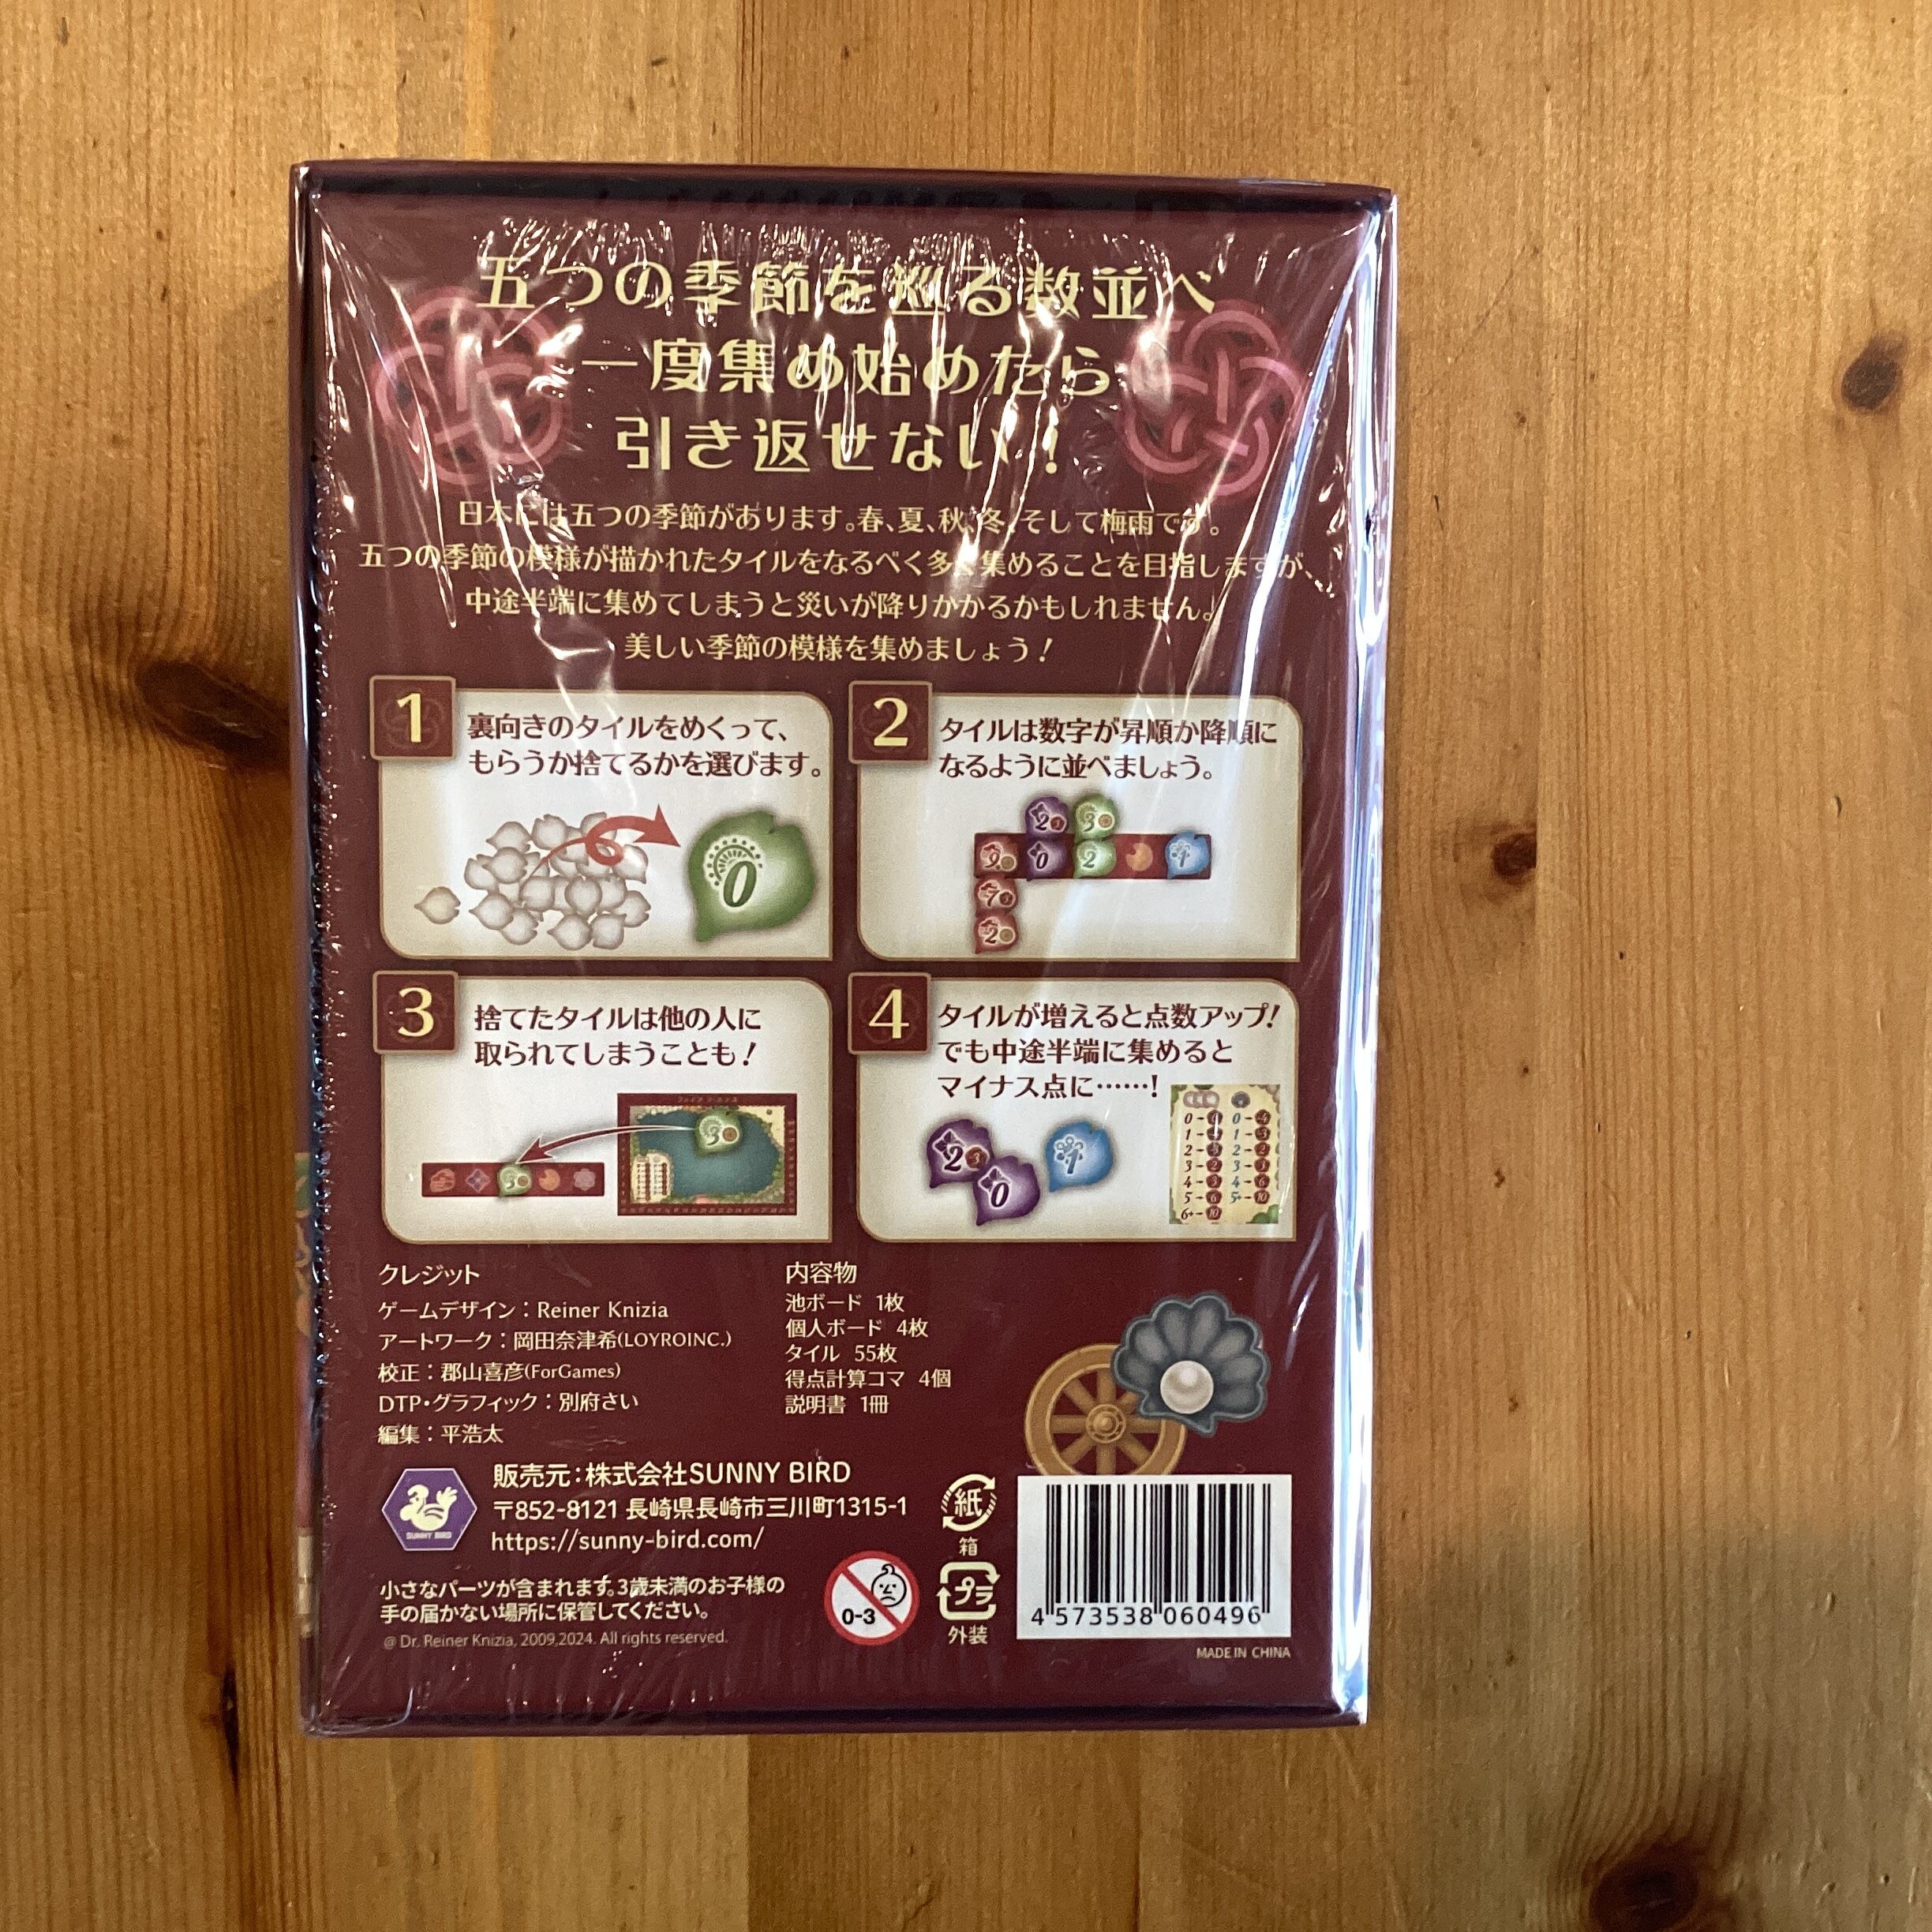 五つの季節を巡る数並べ
一度集め始めたら
引き返せない!
日本には五つの季節があります。春、夏、秋、冬、そして梅雨です。
五つの季節の模様が描かれたタイルをなるべく多く集めることを目指しますが、
中途半端に集めてしまうと災いが降りかかるかもしれません。
美しい季節の模様を集めましょう!
1
裏向きのタイルをめくって、
もらうか捨てるかを選びます。
0
2
タイルは数字が昇順か降順に
なるように並べましょう。
2 3
9 0 2 1
7
2
3
捨てたタイルは他の人に
取られてしまうことも!
3
3
4
タイルが増えると点数アップ!
でも中途半端に集めると
マイナス点に……!
2 3
0
1
クレジット
ゲームデザイン:Reiner Knizia
アートワーク:岡田奈津希(LOYROINC.)
校正:郡山喜彦(ForGames)
DTP・グラフィック:別府さい
編集:平浩太
内容物
池ボード 1枚
個人ボード 4枚
タイル 55枚
得点計算コマ 4個
説明書 1冊
SUNNY BIRD
販売元:株式会社SUNNY BIRD
〒852-8121 長崎県長崎市三川町1315-1
https://sunny-bird.com/
小さなパーツが含まれます。3歳未満のお子様の
手の届かない場所に保管してください。
@ Dr. Reiner Knizia, 2009,2024. All rights reserved.
0-3
紙
箱
プラ
外装
4 573538 060496
MADE IN CHINA